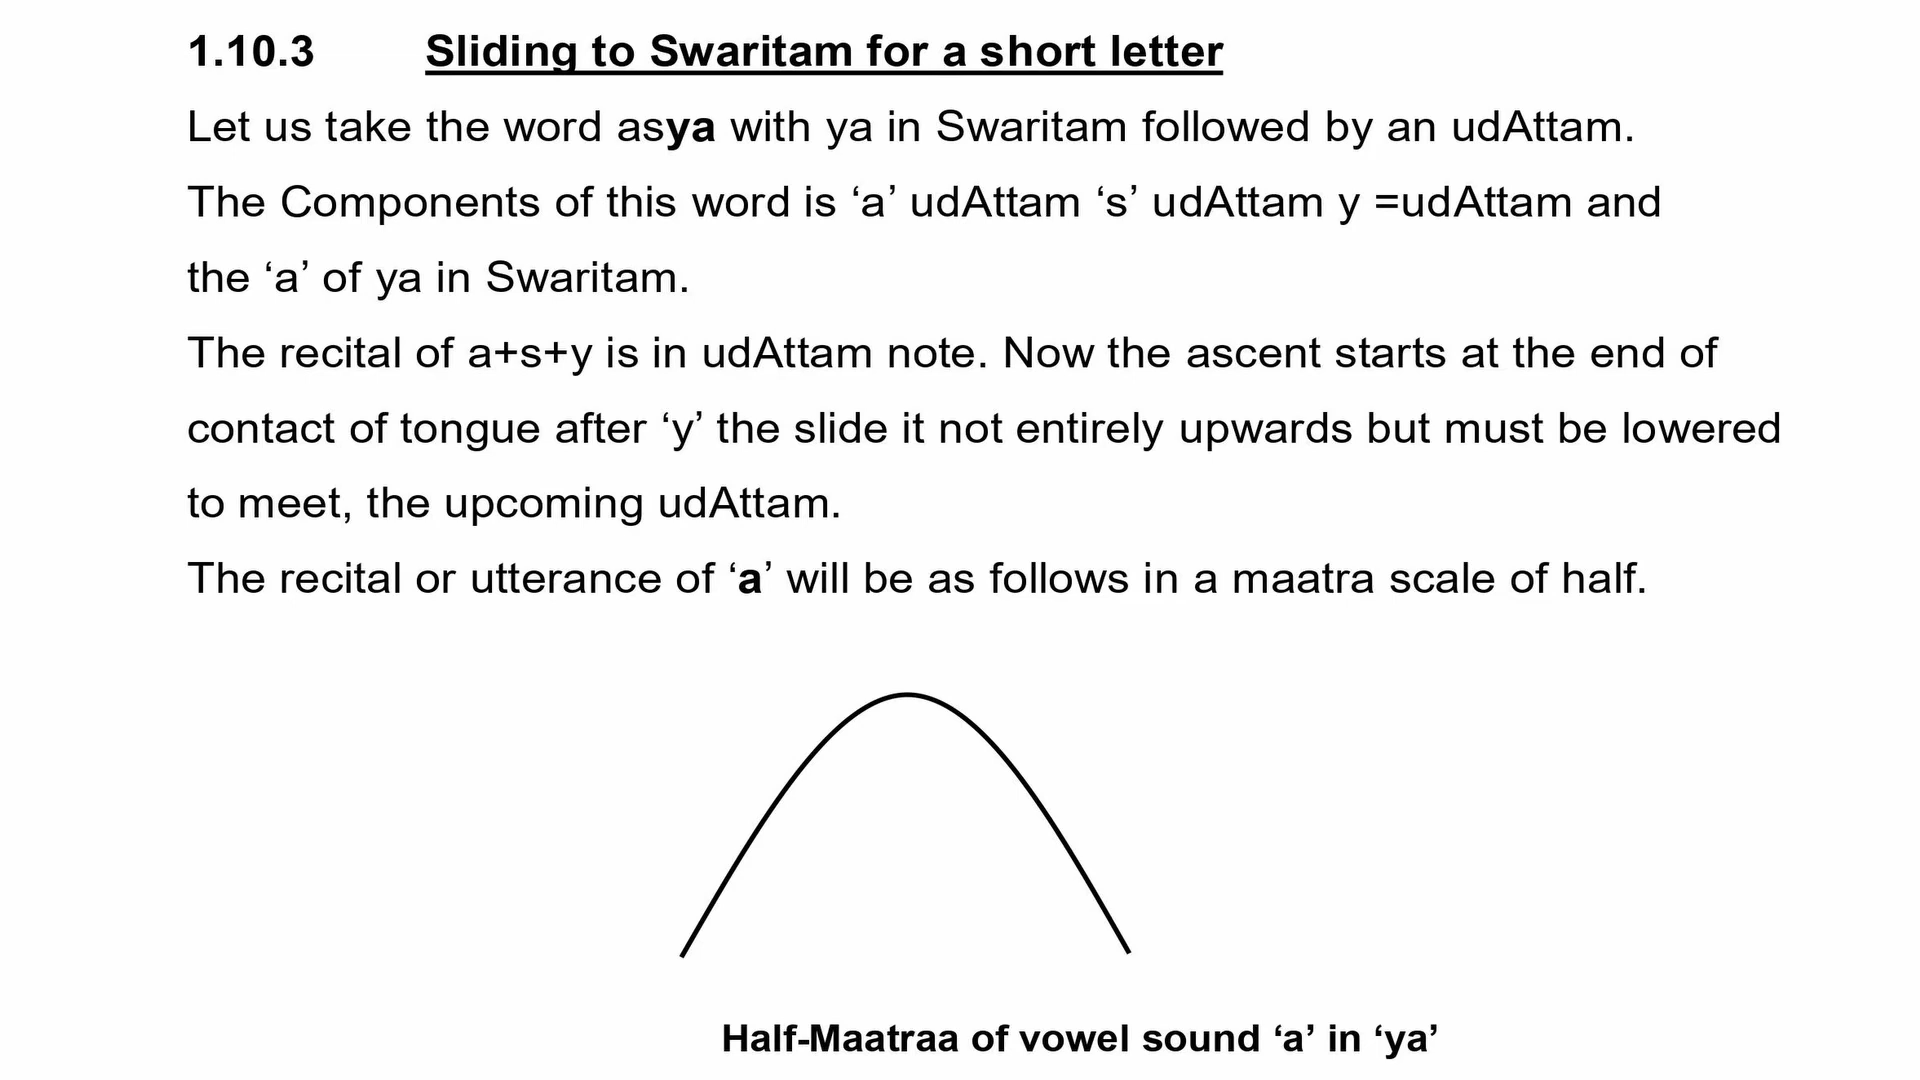 1.10.3 Sliding to Swaritam for a short letter
Let us take the word asya with ya in Swaritam followed by an udAttam.
The Components of this word is ‘a’ udAttam ‘s’ udAttam y =udAttam and
the ‘a’ of ya in Swaritam.
The recital of a+s+y is in udAttam note. Now the ascent starts at the end of
contact of tongue after ‘y’ the slide it not entirely upwards but must be lowered
to meet, the upcoming udAttam.
The recital or utterance of ‘a’ will be as follows in a maatra scale of half.
Half-Maatraa of vowel sound ‘a’ in ‘ya’